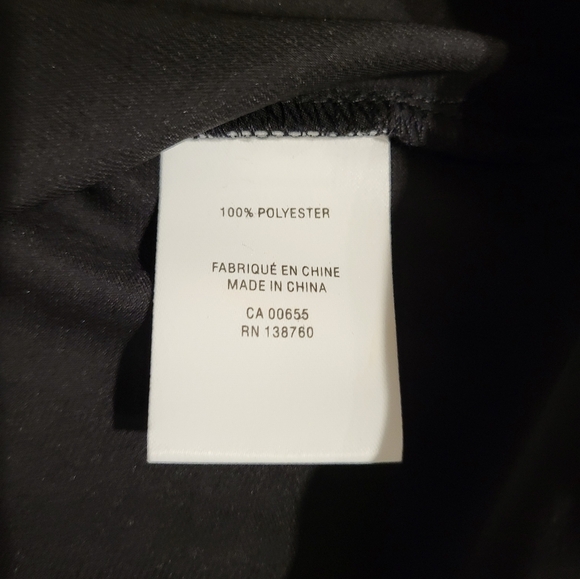 100% POLYESTER
FABRIQUÉ EN CHINE
MADE IN CHINA
CA 00655
RN 138760